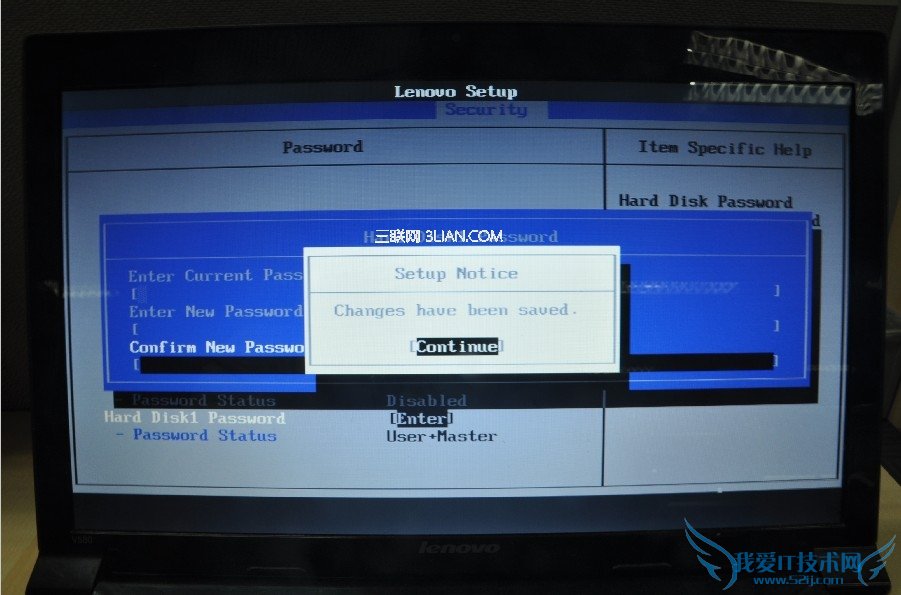 Lenovo Setup
Security
Password
Item Specific Help
Hard Disk Password
三联网 3LIAN.COM
Password
Setup Notice
Enter Current Pass
[ ]
Changes have been saved.
Enter New Password
[ ]
Confirm New Passwo
[Continue]
[ ]
- Password Status Disabled
Hard Disk1 Password [Enter]
- Password Status User+Master
V580
lenovo
我爱IT技术网
www.52ij.com